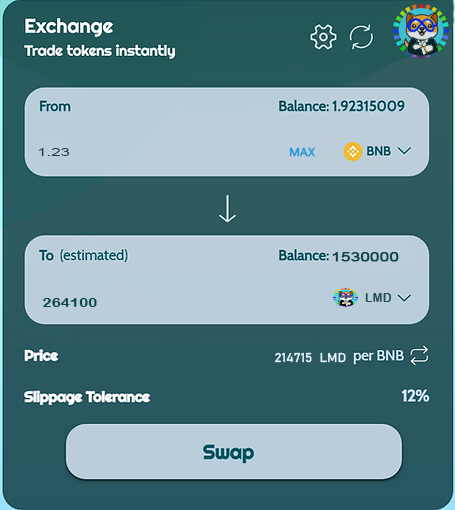 Exchange
Trade tokens instantly
From Balance: 1.92315009
1.23 MAX BNB
To (estimated) Balance: 1530000
264100 LMD
Price 214715 LMD per BNB
Slippage Tolerance 12%
Swap